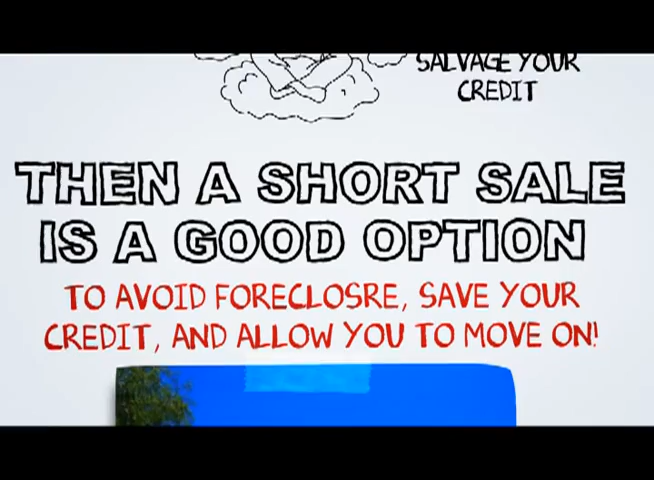 SALVAGE YOUR
CREDIT
THEN A SHORT SALE
IS A GOOD OPTION
TO AVOID FORECLOSRE, SAVE YOUR
CREDIT, AND ALLOW YOU TO MOVE ON!